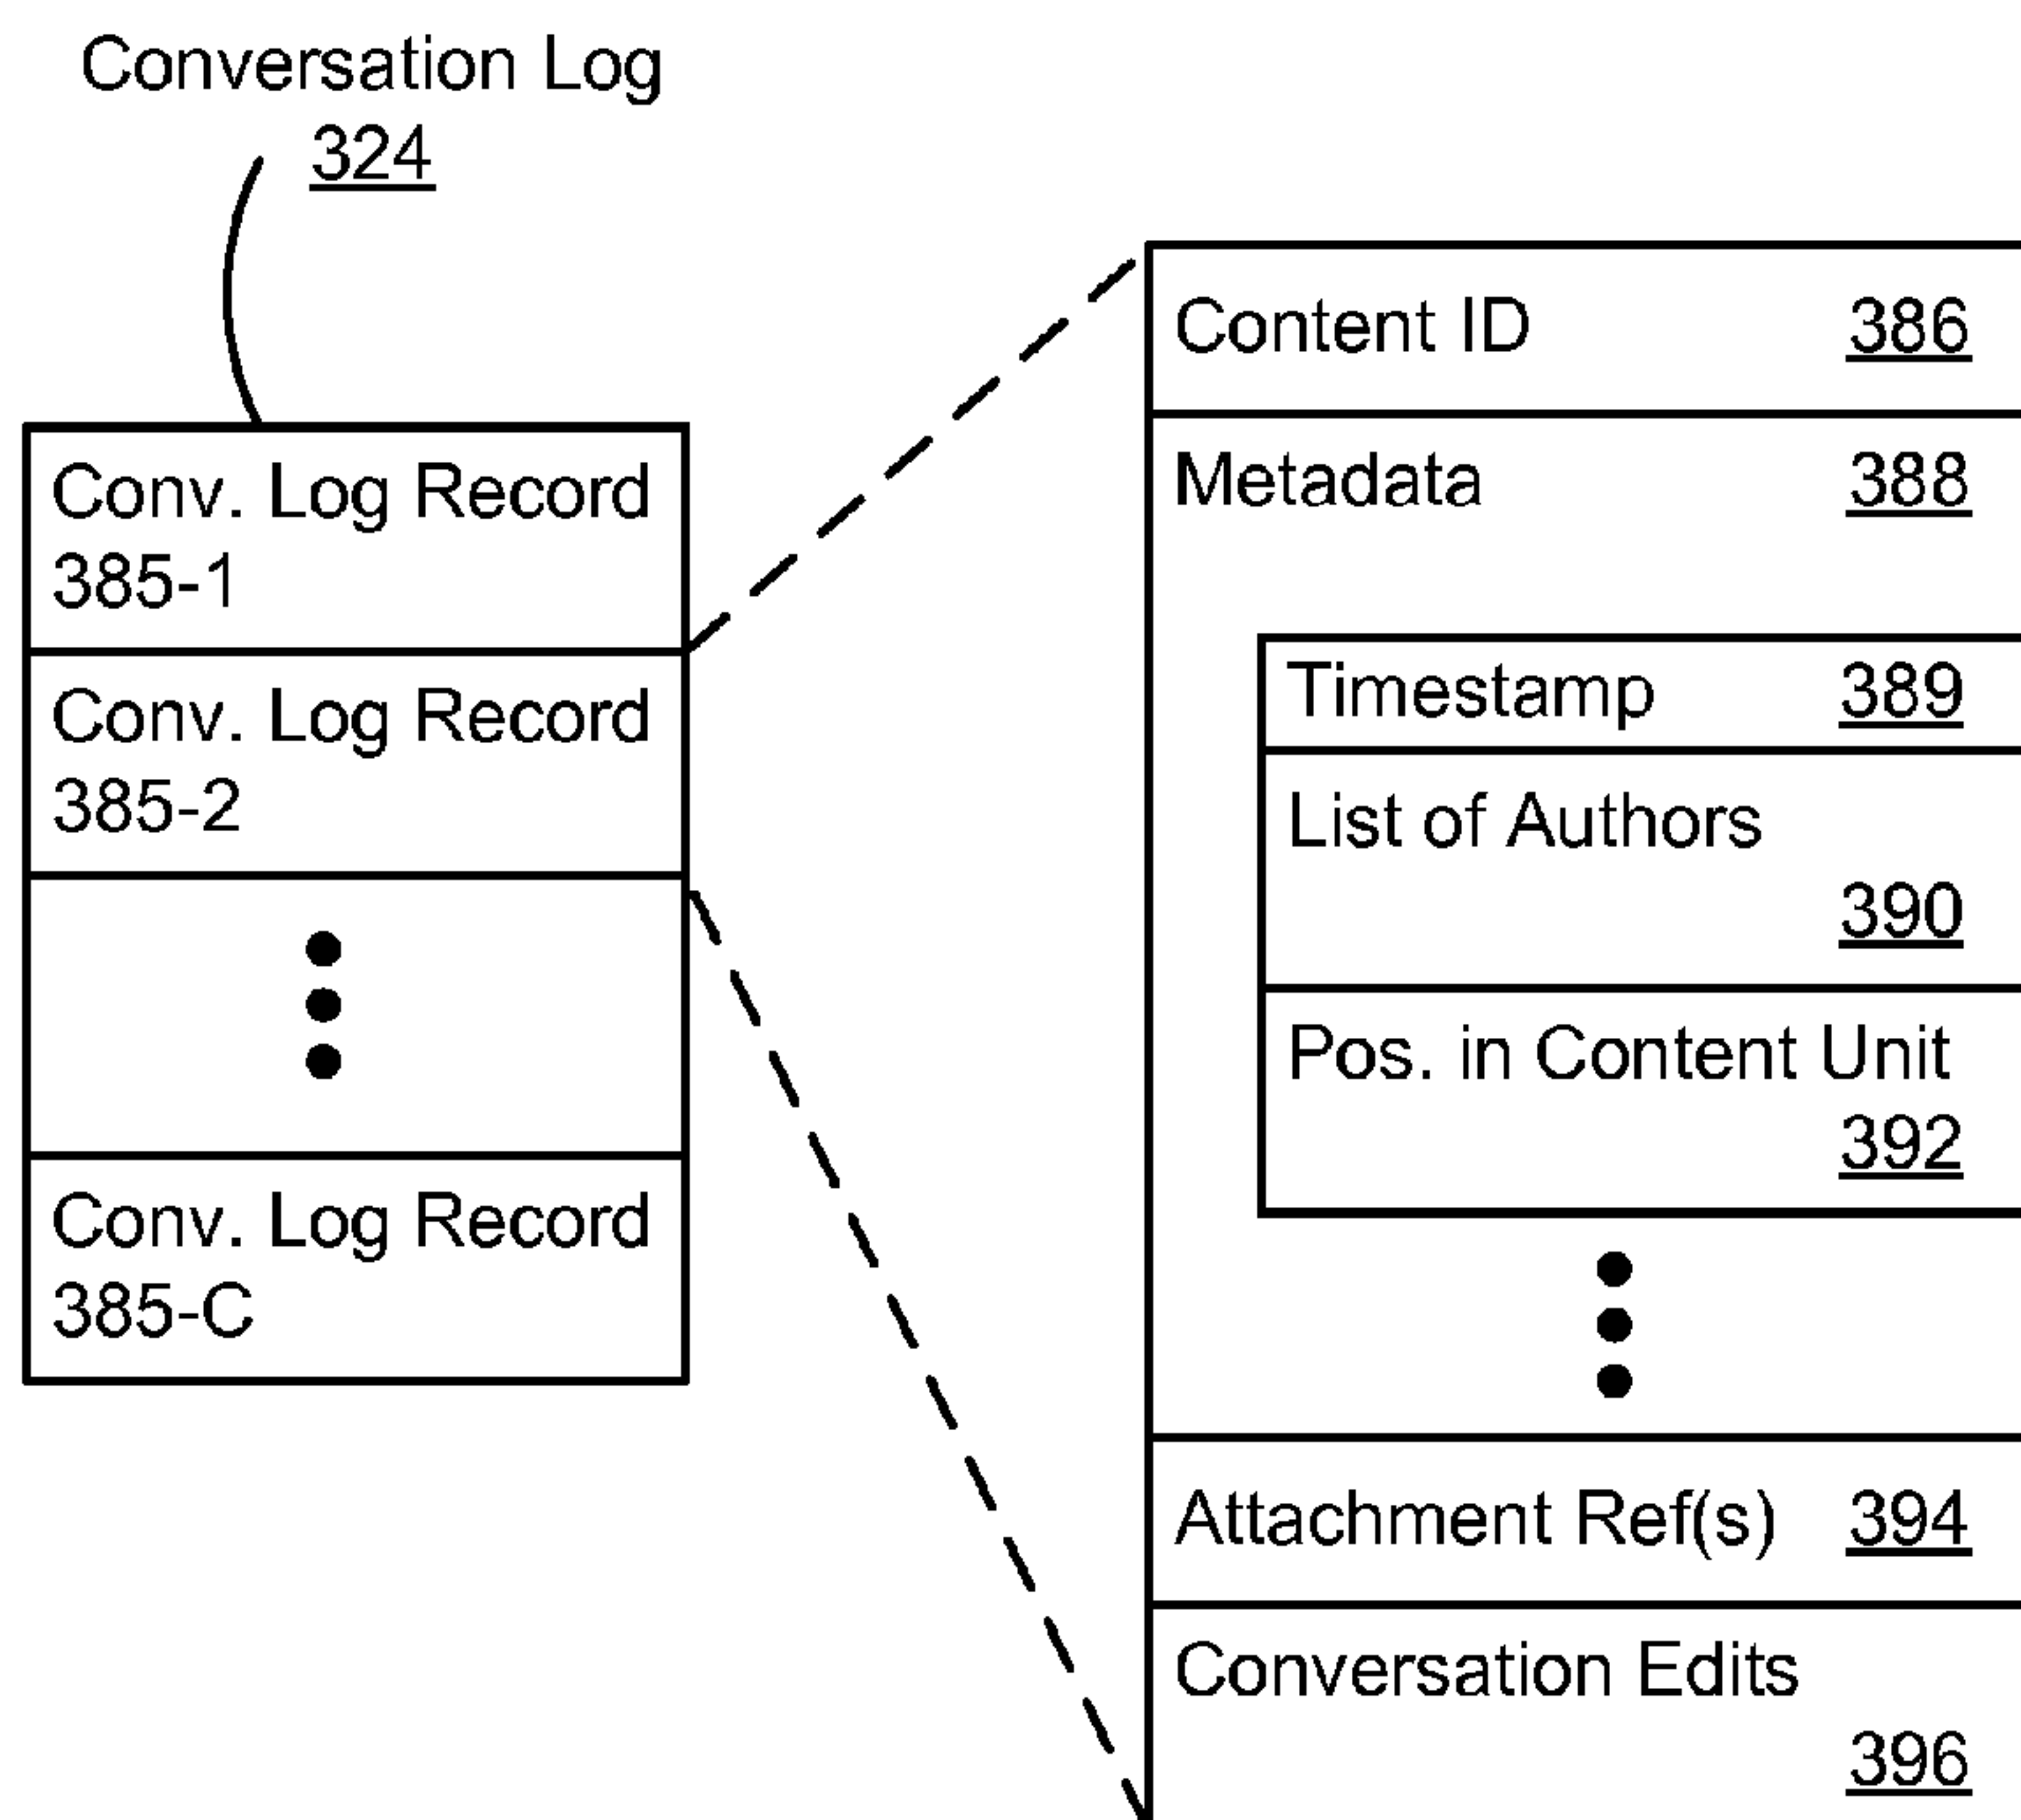 Conversation Log
324
Conv. Log Record
385-1
Conv. Log Record
385-2
Conv. Log Record
385-C
Content ID 386
Metadata 388
Timestamp 389
List of Authors
390
Pos. in Content Unit
392
Attachment Ref(s) 394
Conversation Edits
396